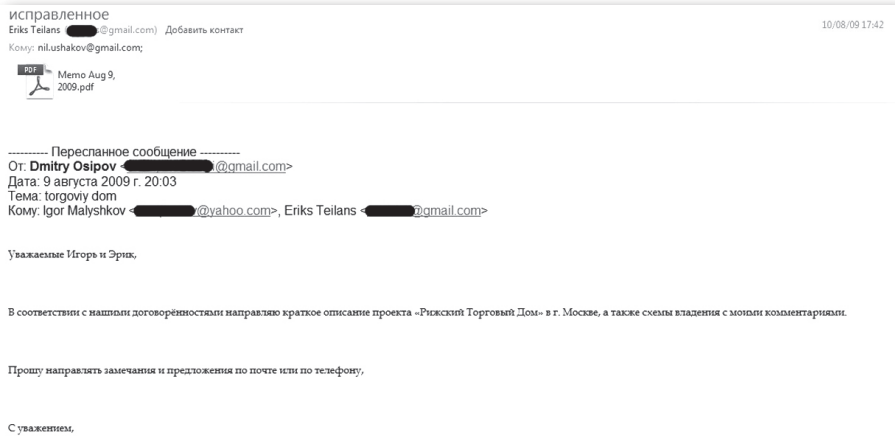 исправленное
Eriks Teilans ( @gmail.com) Добавить контакт
10/08/09 17:42
Кому: nil.ushakov@gmail.com;
PDF
Memo Aug 9,
2009.pdf
---------- Пересланное сообщение ----------
От: Dmitry Osipov < @gmail.com>
Дата: 9 августа 2009 г. 20:03
Тема: torgoviy dom
Кому: Igor Malyshkov < @yahoo.com>, Eriks Teilans < @gmail.com>
Уважаемые Игорь и Эрик,
В соответствии с нашими договорённостями направляю краткое описание проекта «Рижский Торговый Дом» в г. Москве, а также схемы владения с моими комментариями.
Прошу направлять замечания и предложения по почте или по телефону,
С уважением,